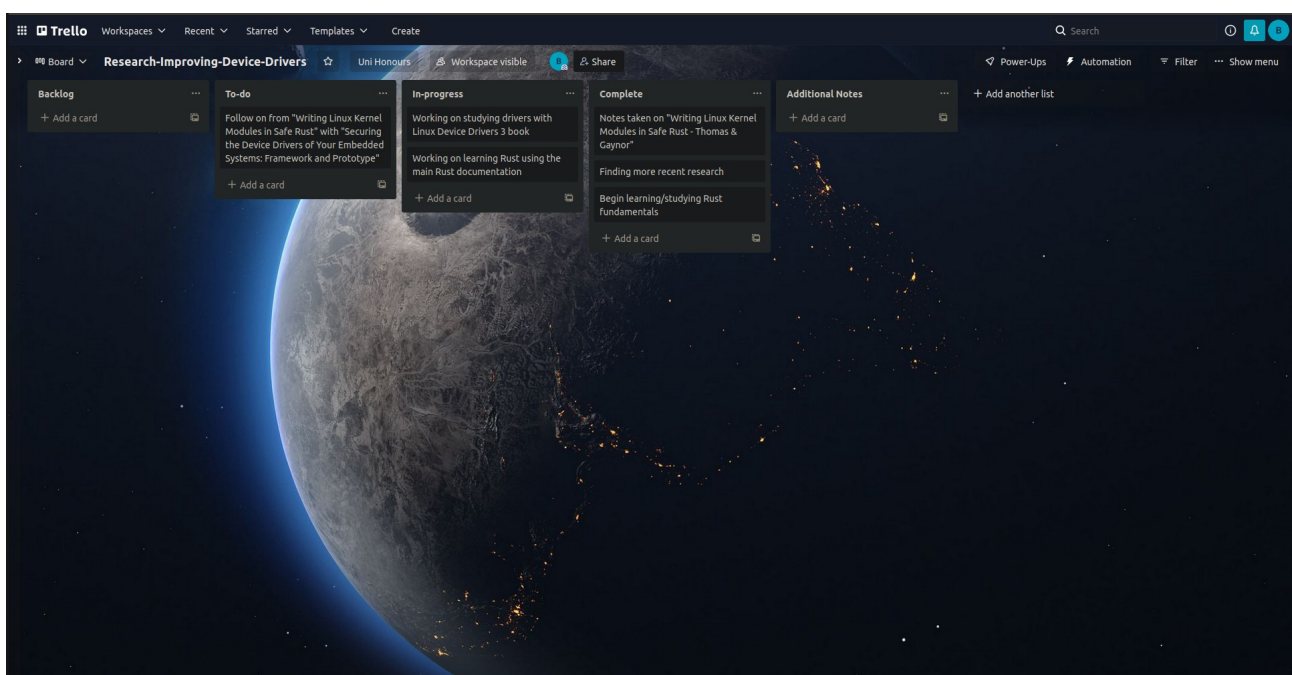 Trello Workspaces Recent Starred Templates Create Search B
Board Research-Improving-Device-Drivers Uni Honours Workspace visible B Share Power-Ups Automation Filter ... Show menu
Backlog ...
+ Add a card
To-do ...
Follow on from "Writing Linux Kernel
Modules in Safe Rust" with "Securing
the Device Drivers of Your Embedded
Systems: Framework and Prototype"
+ Add a card
In-progress ...
Working on studying drivers with
Linux Device Drivers 3 book
Working on learning Rust using the
main Rust documentation
+ Add a card
Complete ...
Notes taken on "Writing Linux Kernel
Modules in Safe Rust - Thomas &
Gaynor"
Finding more recent research
Begin learning/studying Rust
fundamentals
+ Add a card
Additional Notes ...
+ Add a card
+ Add another list